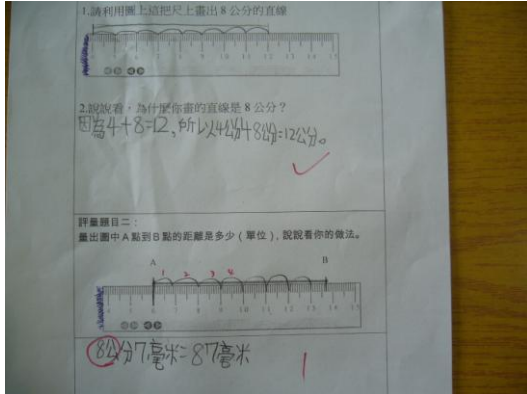 1.請利用圖上這把尺上畫出 8 公分的直線
2.說說看，為什麼你畫的直線是 8 公分？
因為4+8=12,所以4公分+8公分=12公分。
評量題目二：
量出圖中A點到B點的距離是多少（單位），說說看你的做法。
A B
1 2 3 4
8公分7毫米=87毫米